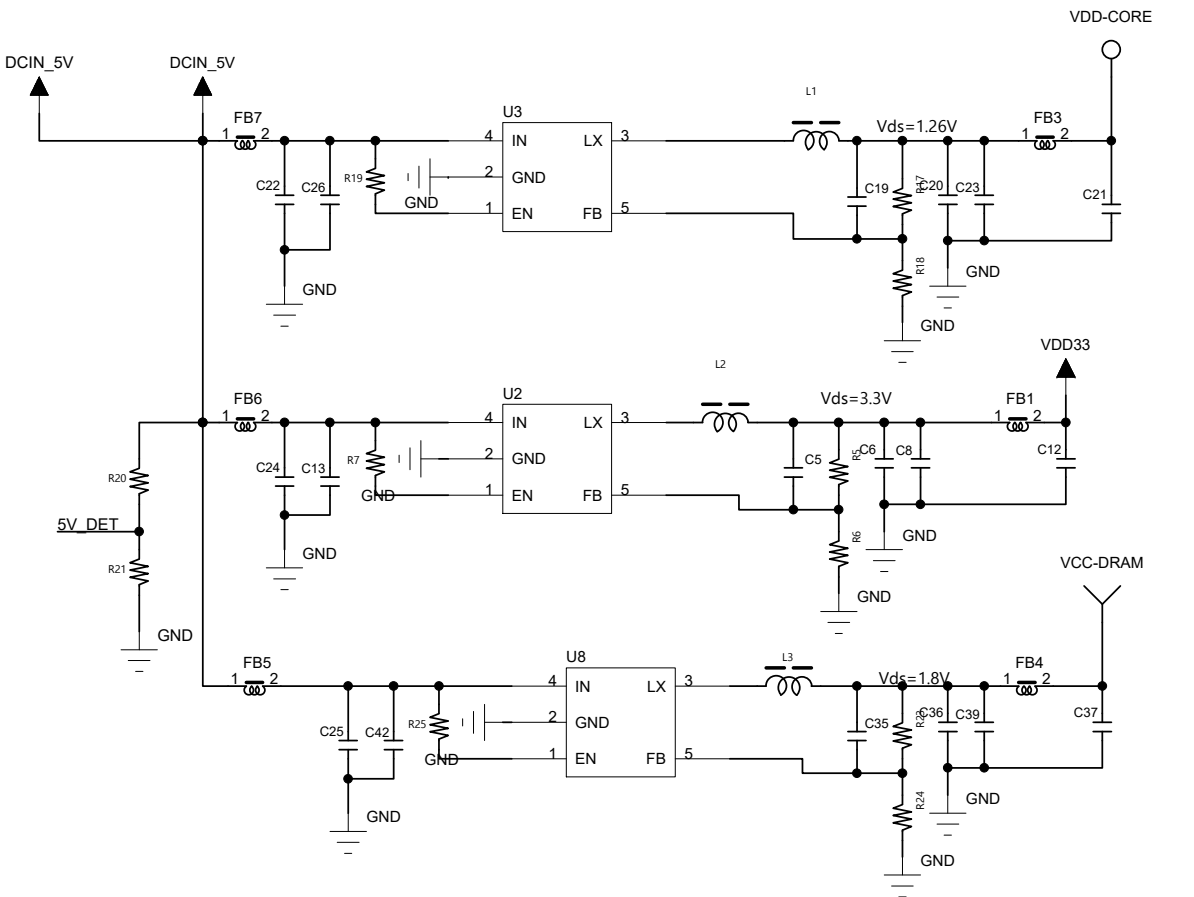 VDD-CORE
DCIN_5V
DCIN_5V
L1
FB7
1 2
U3
4 IN LX 3
2 GND
1 EN FB 5
Vds=1.26V
FB3
1 2
C22
C26
R19
GND
C19
R17
C20
C23
C21
R18
GND
GND
GND
VDD33
L2
FB6
1 2
U2
4 IN LX 3
2 GND
1 EN FB 5
Vds=3.3V
FB1
1 2
R20
C24
C13
R7
GND
C5
R5
C6
C8
C12
5V_DET
R21
R6
GND
GND
GND
GND
VCC-DRAM
L3
FB5
1 2
U8
4 IN LX 3
2 GND
1 EN FB 5
Vds=1.8V
FB4
1 2
C25
C42
R25
GND
C35
R23
C36
C39
C37
R24
GND
GND
GND